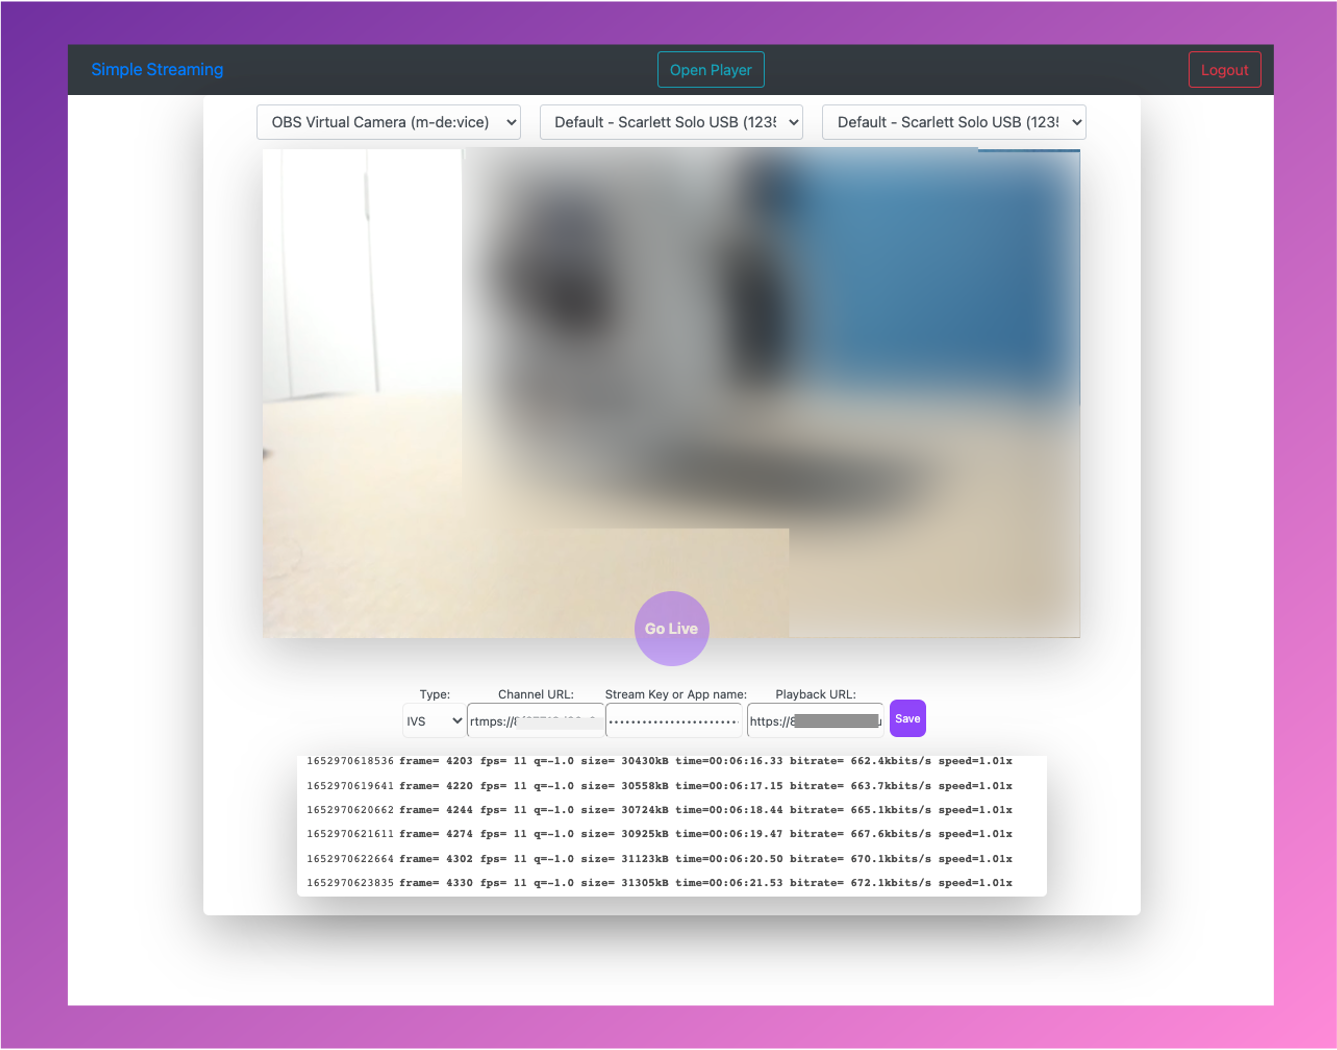 Simple Streaming
Open Player
Logout
OBS Virtual Camera (m-de:vice)
Default - Scarlett Solo USB (1235
Default - Scarlett Solo USB (1235
Go Live
Type:
Channel URL:
Stream Key or App name:
Playback URL:
IVS
rtmps://8
https://8
Save
1652970618536 frame= 4203 fps= 11 q=-1.0 size= 30430kB time=00:06:16.33 bitrate= 662.4kbits/s speed=1.01x
1652970619641 frame= 4220 fps= 11 q=-1.0 size= 30558kB time=00:06:17.15 bitrate= 663.7kbits/s speed=1.01x
1652970620662 frame= 4244 fps= 11 q=-1.0 size= 30724kB time=00:06:18.44 bitrate= 665.1kbits/s speed=1.01x
1652970621611 frame= 4274 fps= 11 q=-1.0 size= 30925kB time=00:06:19.47 bitrate= 667.6kbits/s speed=1.01x
1652970622664 frame= 4302 fps= 11 q=-1.0 size= 31123kB time=00:06:20.50 bitrate= 670.1kbits/s speed=1.01x
1652970623835 frame= 4330 fps= 11 q=-1.0 size= 31305kB time=00:06:21.53 bitrate= 672.1kbits/s speed=1.01x